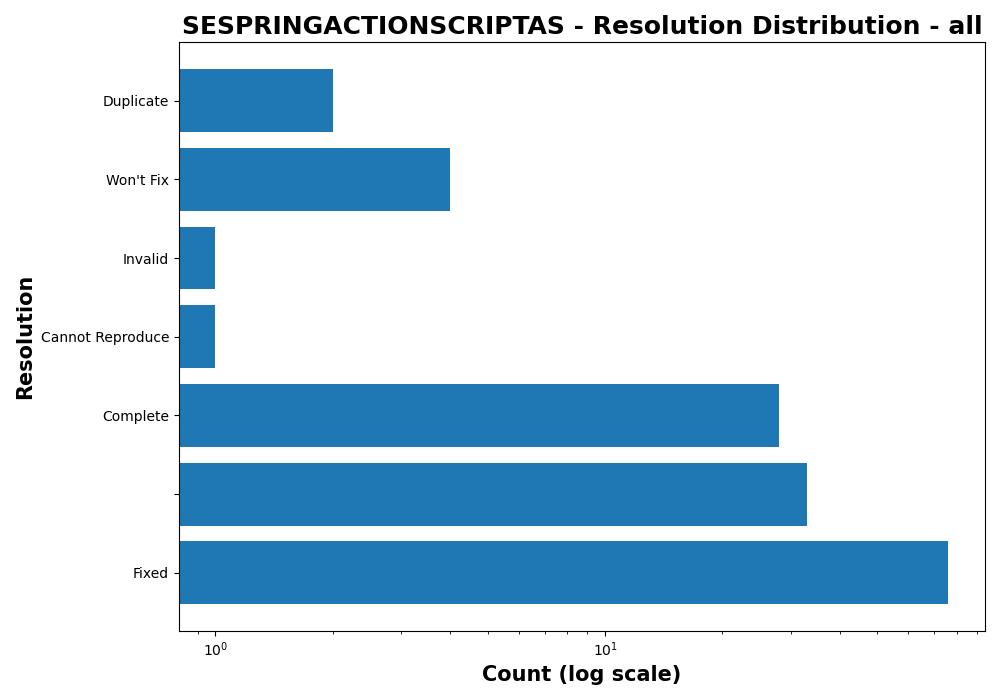 SESPRINGACTIONSCRIPTAS - Resolution Distribution - all
Duplicate
Won't Fix
Invalid
Cannot Reproduce
Complete
Fixed
Resolution
10⁰
10¹
Count (log scale)